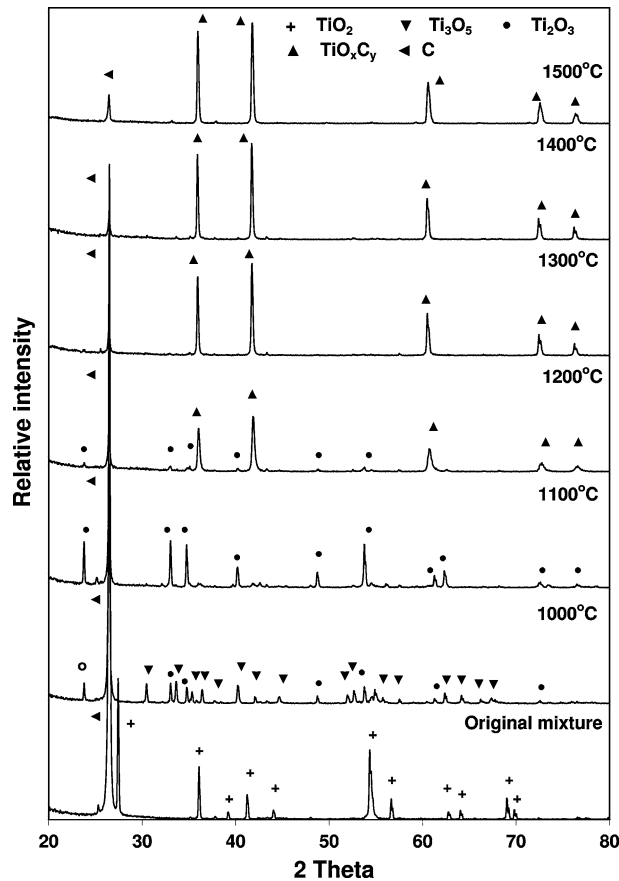 + TiO2 ▼ Ti3O5 ● Ti2O3
▲ TiOxCy ◄ C
1500°C
1400°C
1300°C
1200°C
1100°C
1000°C
Original mixture
Relative intensity
20 30 40 50 60 70 80
2 Theta